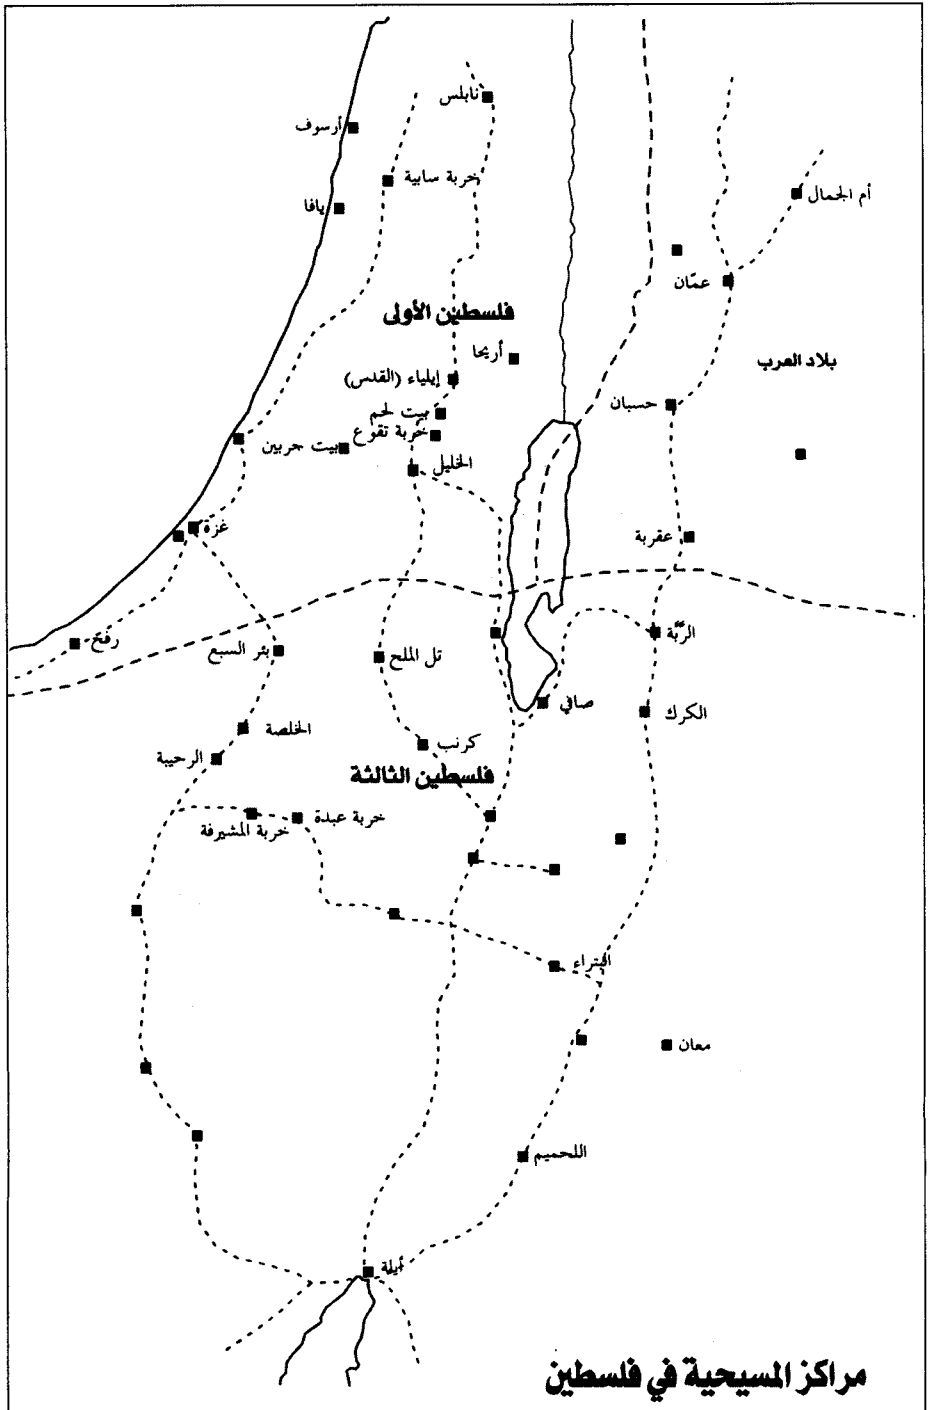 نابلس
أرسوف
خربة سابية
أم الجمال
يافا
عمّان
فلسطين الأولى
أريحا
بلاد العرب
إيلياء (القدس)
حسبان
بيت لحم
خربة تقوع
بيت جربين
الخليل
غزة
عقربة
رفح
الربّة
بئر السبع
تل الملح
صافي
الكرك
الخلصة
كرنب
الرحيبة
فلسطين الثالثة
خربة عبدة
خربة المشيرفة
البتراء
معان
اللحميم
أيلة
مراكز المسيحية في فلسطين